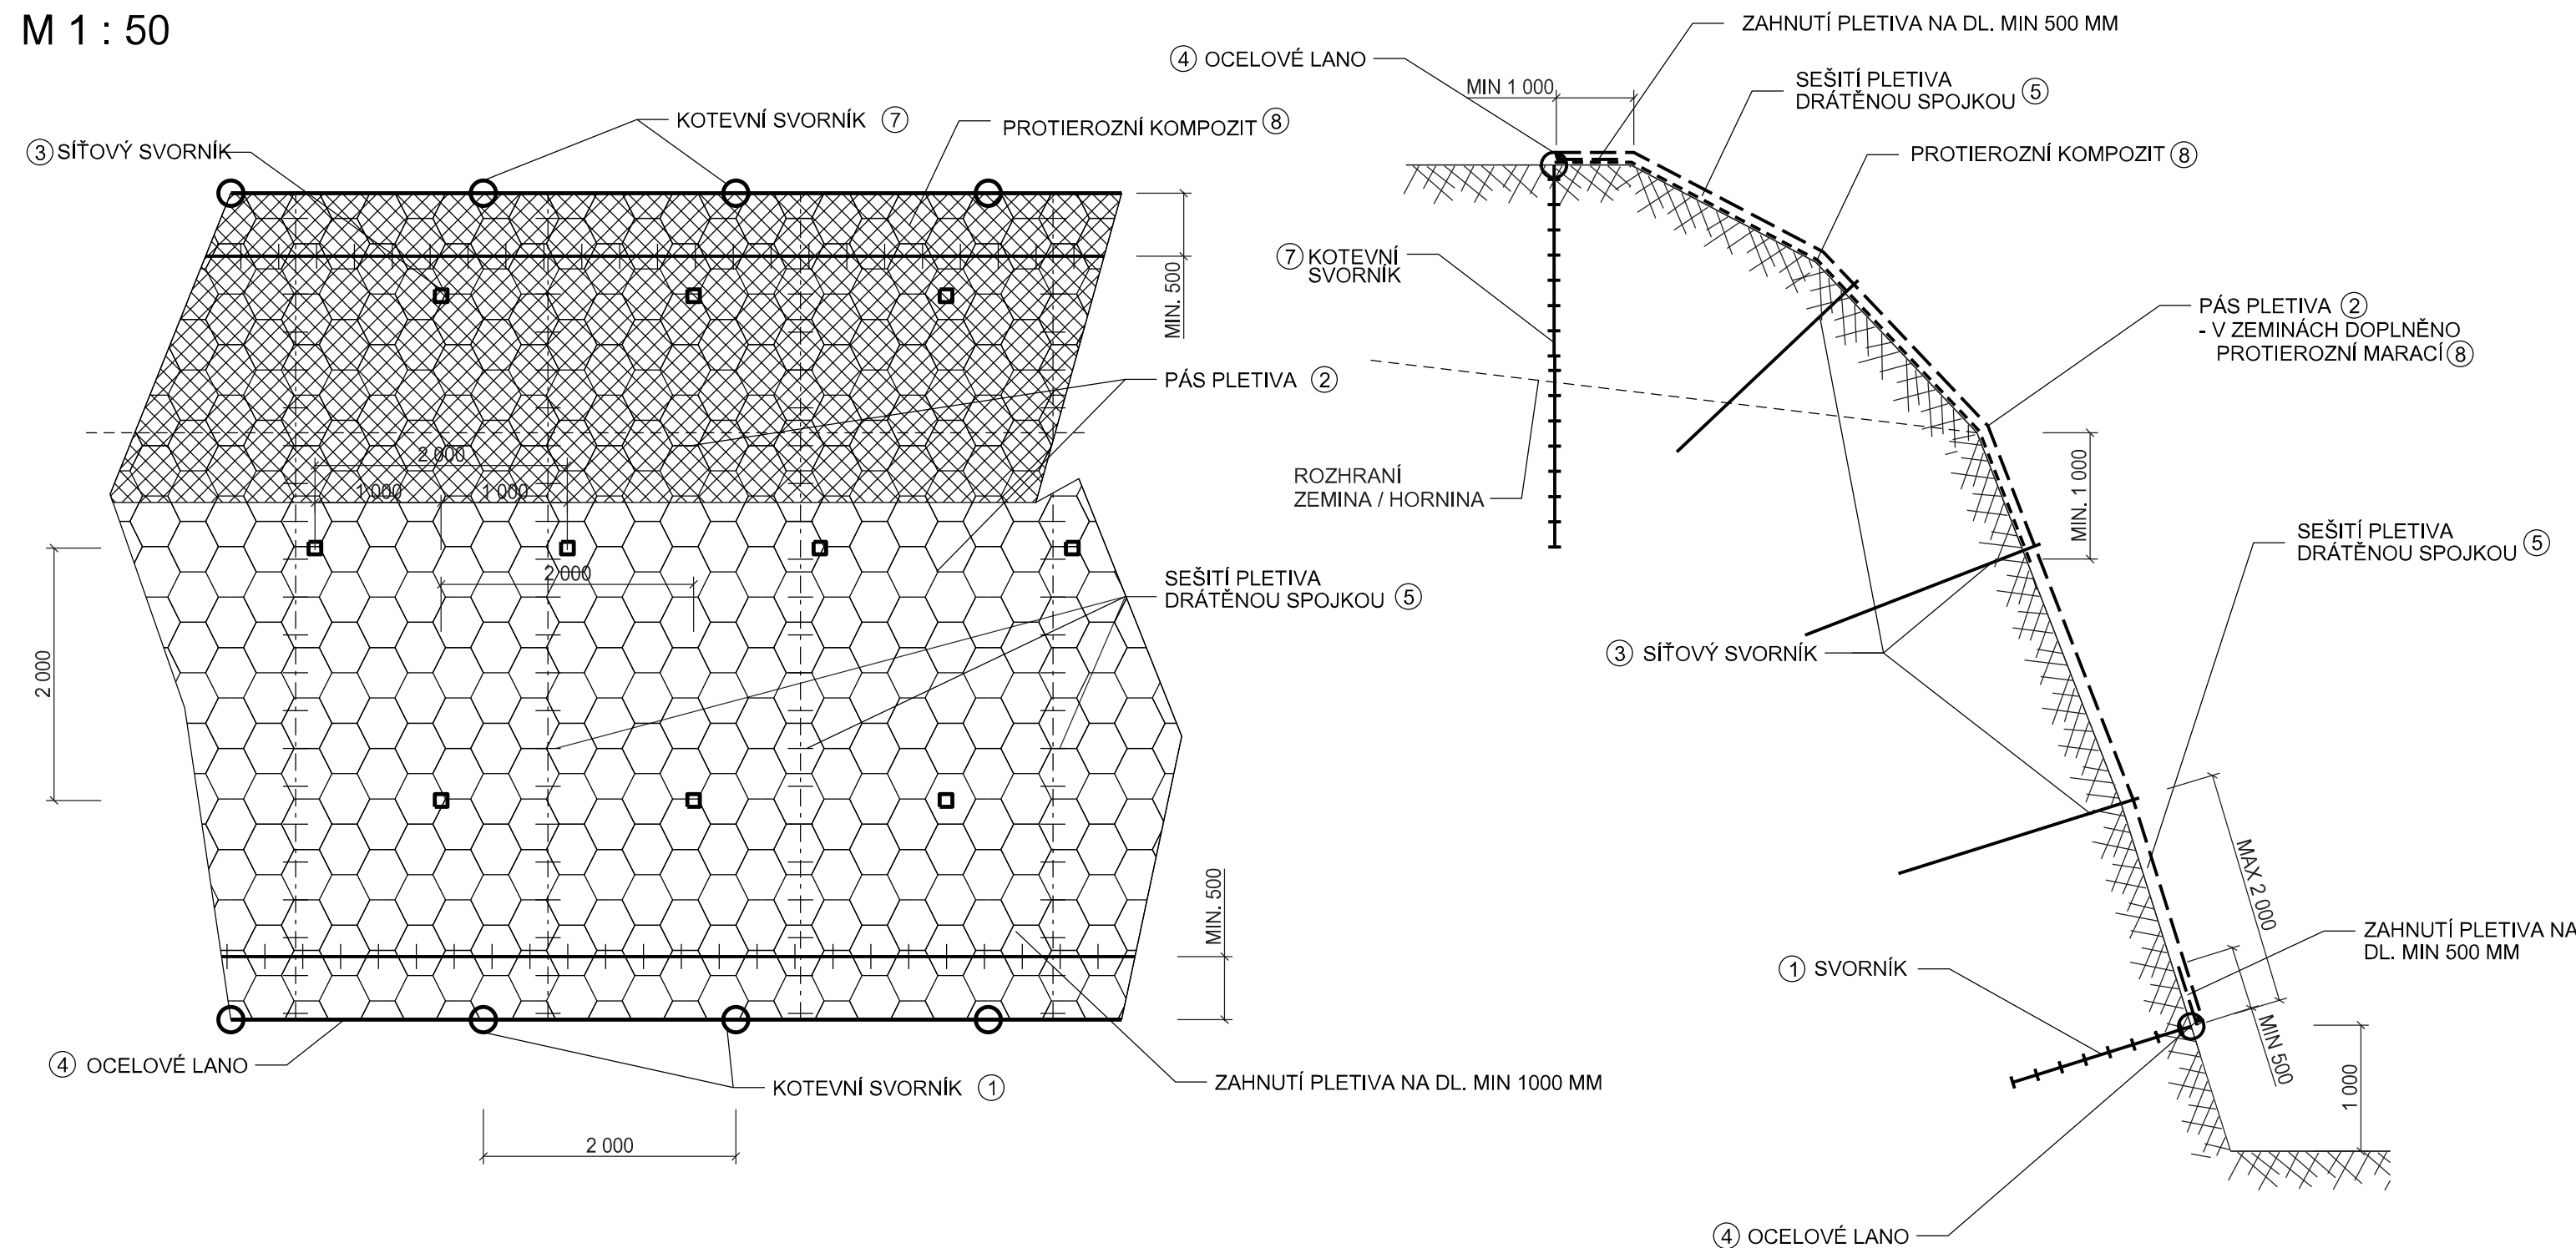 M 1 : 50
④ OCELOVÉ LANO
ZAHNUTÍ PLETIVA NA DL. MIN 500 MM
MIN 1 000
SEŠITÍ PLETIVA
DRÁTĚNOU SPOJKOU ⑤
KOTEVNÍ SVORNÍK ⑦
PROTIEROZNÍ KOMPOZIT ⑧
③ SÍŤOVÝ SVORNÍK
PROTIEROZNÍ KOMPOZIT ⑧
MIN. 500
⑦ KOTEVNÍ
SVORNÍK
PÁS PLETIVA ②
- V ZEMINÁCH DOPLNĚNO
PROTIEROZNÍ MARACÍ ⑧
PÁS PLETIVA ②
2 000
1 000
1 000
ROZHRANÍ
ZEMINA / HORNINA
MIN. 1 000
SEŠITÍ PLETIVA
DRÁTĚNOU SPOJKOU ⑤
2 000
SEŠITÍ PLETIVA
DRÁTĚNOU SPOJKOU ⑤
2 000
③ SÍŤOVÝ SVORNÍK
MIN. 500
MAX 2 000
ZAHNUTÍ PLETIVA NA
DL. MIN 500 MM
① SVORNÍK
MIN 500
1 000
④ OCELOVÉ LANO
KOTEVNÍ SVORNÍK ①
ZAHNUTÍ PLETIVA NA DL. MIN 1000 MM
2 000
④ OCELOVÉ LANO